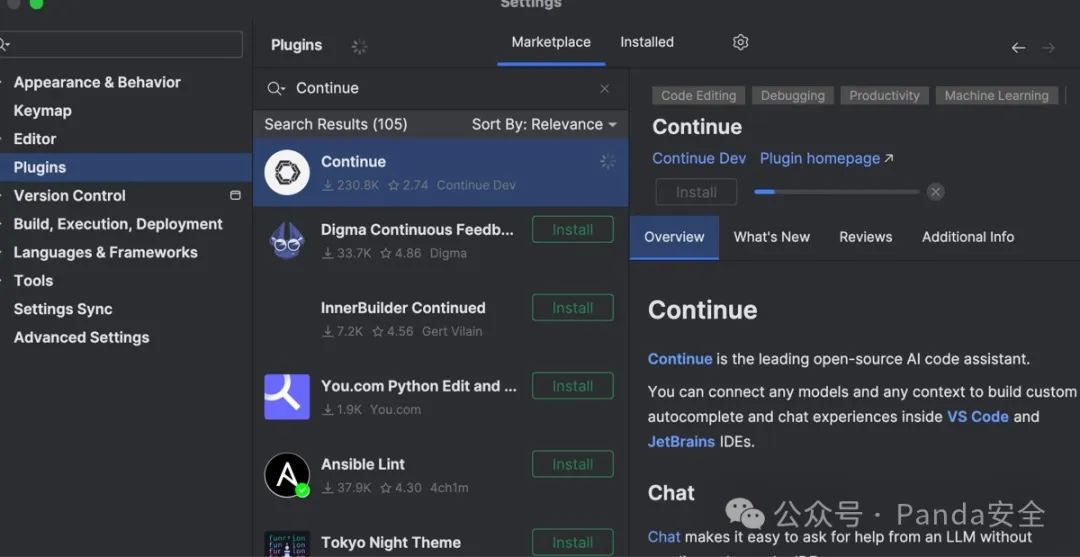 Settings
Plugins
Marketplace
Installed
Appearance & Behavior
Keymap
Editor
Plugins
Version Control
Build, Execution, Deployment
Languages & Frameworks
Tools
Settings Sync
Advanced Settings
Continue
Search Results (105)
Sort By: Relevance
Continue
230.8K 2.74 Continue Dev
Digma Continuous Feedb...
Install
33.7K 4.86 Digma
InnerBuilder Continued
Install
7.2K 4.56 Gert Vilain
You.com Python Edit and ...
Install
1.9K You.com
Ansible Lint
Install
37.9K 4.30 4ch1m
Tokyo Night Theme
Install
Code Editing
Debugging
Productivity
Machine Learning
Continue
Continue Dev
Plugin homepage ↗
Install
Overview
What's New
Reviews
Additional Info
Continue
Continue is the leading open-source AI code assistant.
You can connect any models and any context to build custom
autocomplete and chat experiences inside VS Code and
JetBrains IDEs.
Chat
Chat makes it easy to ask for help from an LLM without
公众号 · Panda安全